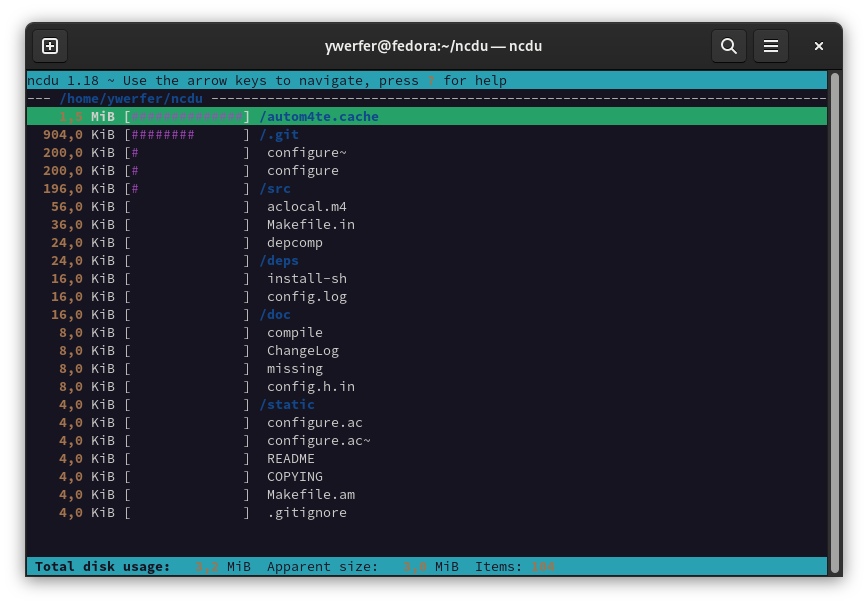 ywerfer@fedora:~/ncdu — ncdu
ncdu 1.18 ~ Use the arrow keys to navigate, press ? for help
--- /home/ywerfer/ncdu -----------------------------------------------------------------------------
1,5 MiB [**************] /autom4te.cache
904,0 KiB [######## ] /.git
200,0 KiB [# ] configure~
200,0 KiB [# ] configure
196,0 KiB [# ] /src
56,0 KiB [ ] aclocal.m4
36,0 KiB [ ] Makefile.in
24,0 KiB [ ] depcomp
24,0 KiB [ ] /deps
16,0 KiB [ ] install-sh
16,0 KiB [ ] config.log
16,0 KiB [ ] /doc
8,0 KiB [ ] compile
8,0 KiB [ ] ChangeLog
8,0 KiB [ ] missing
8,0 KiB [ ] config.h.in
4,0 KiB [ ] /static
4,0 KiB [ ] configure.ac
4,0 KiB [ ] configure.ac~
4,0 KiB [ ] README
4,0 KiB [ ] COPYING
4,0 KiB [ ] Makefile.am
4,0 KiB [ ] .gitignore
Total disk usage: 3,2 MiB Apparent size: MiB Items: